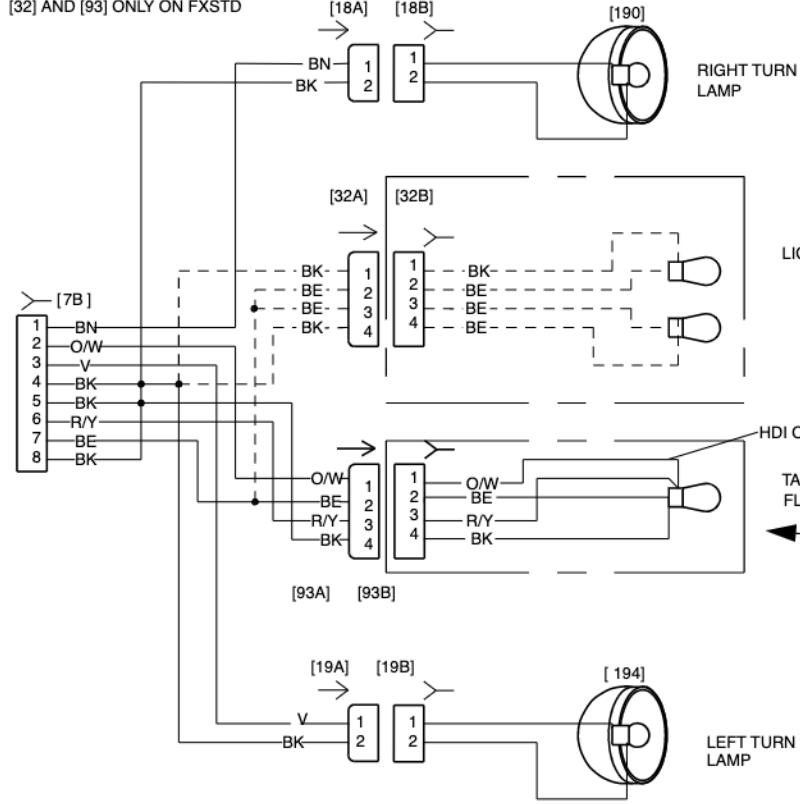 [32] AND [93] ONLY ON FXSTD
[18A] [18B]
[190]
BN 1 1
BK 2 2
RIGHT TURN
LAMP
[32A] [32B]
BK 1 1 BK
BE 2 2 BE
BE 3 3 BE
BK 4 4 BE
[7B ]
1 BN
2 O/W
3 V
4 BK
5 BK
6 R/Y
7 BE
8 BK
HDI
O/W 1 1 O/W
BE 2 2 BE
R/Y 3 3 R/Y
BK 4 4 BK
[93A] [93B]
[19A] [19B]
[ 194]
V 1 1
BK 2 2
LEFT TURN
LAMP